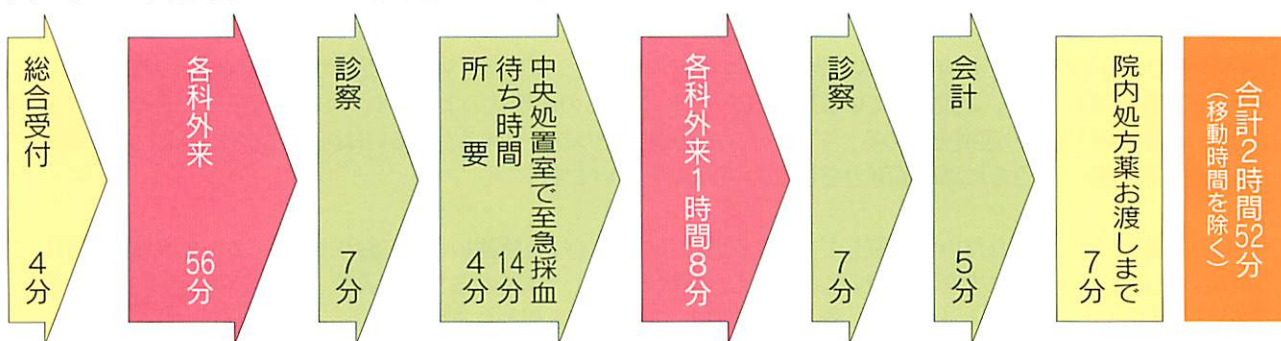 総合受付 4分
各科外来 56分
診察 7分
中央処置室で至急採血
待ち時間 14分
所要 4分
各科外来1時間8分
診察 7分
会計 5分
院内処方薬お渡しまで
7分
合計2時間52分
(移動時間を除く)